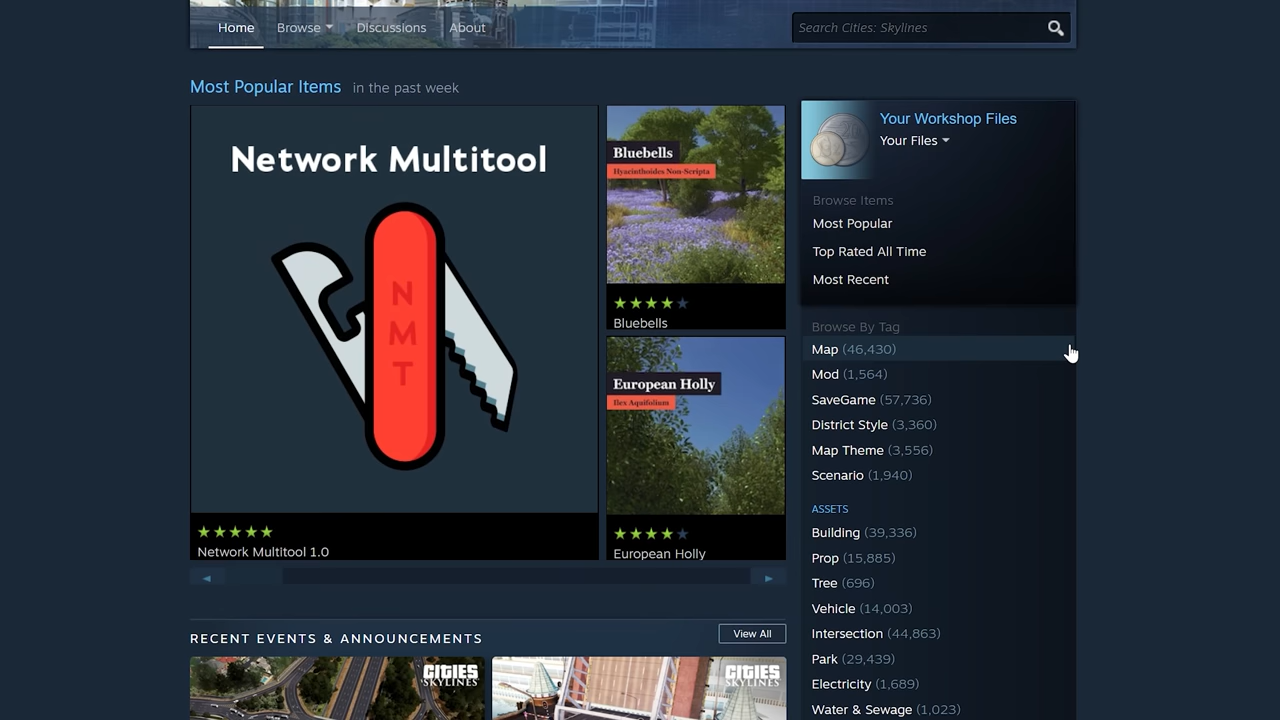 Home
Browse
Discussions
About
Search Cities: Skylines
Most Popular Items in the past week
Network Multitool
N
M
T
Network Multitool 1.0
Bluebells
Hyacinthoides Non-Scripta
Bluebells
European Holly
Ilex Aquifolium
European Holly
RECENT EVENTS & ANNOUNCEMENTS
View All
CITIES
SKYLINES
CITIES
SKYLINES
Your Workshop Files
Your Files
Browse Items
Most Popular
Top Rated All Time
Most Recent
Browse By Tag
Map (46,430)
Mod (1,564)
SaveGame (57,736)
District Style (3,360)
Map Theme (3,556)
Scenario (1,940)
ASSETS
Building (39,336)
Prop (15,885)
Tree (696)
Vehicle (14,003)
Intersection (44,863)
Park (29,439)
Electricity (1,689)
Water & Sewage (1,023)